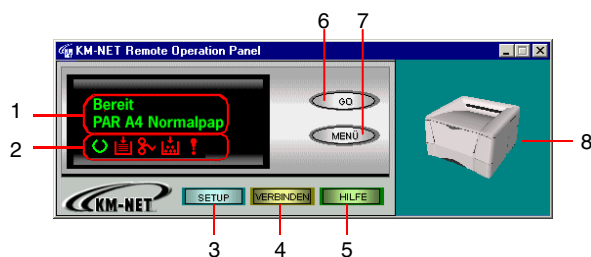 6 7
KM-NET Remote Operation Panel
GO
1 Bereit
PAR A4 Normalpap
MENÜ
2
8
KM-NET SETUP VERBINDEN HILFE
3 4 5